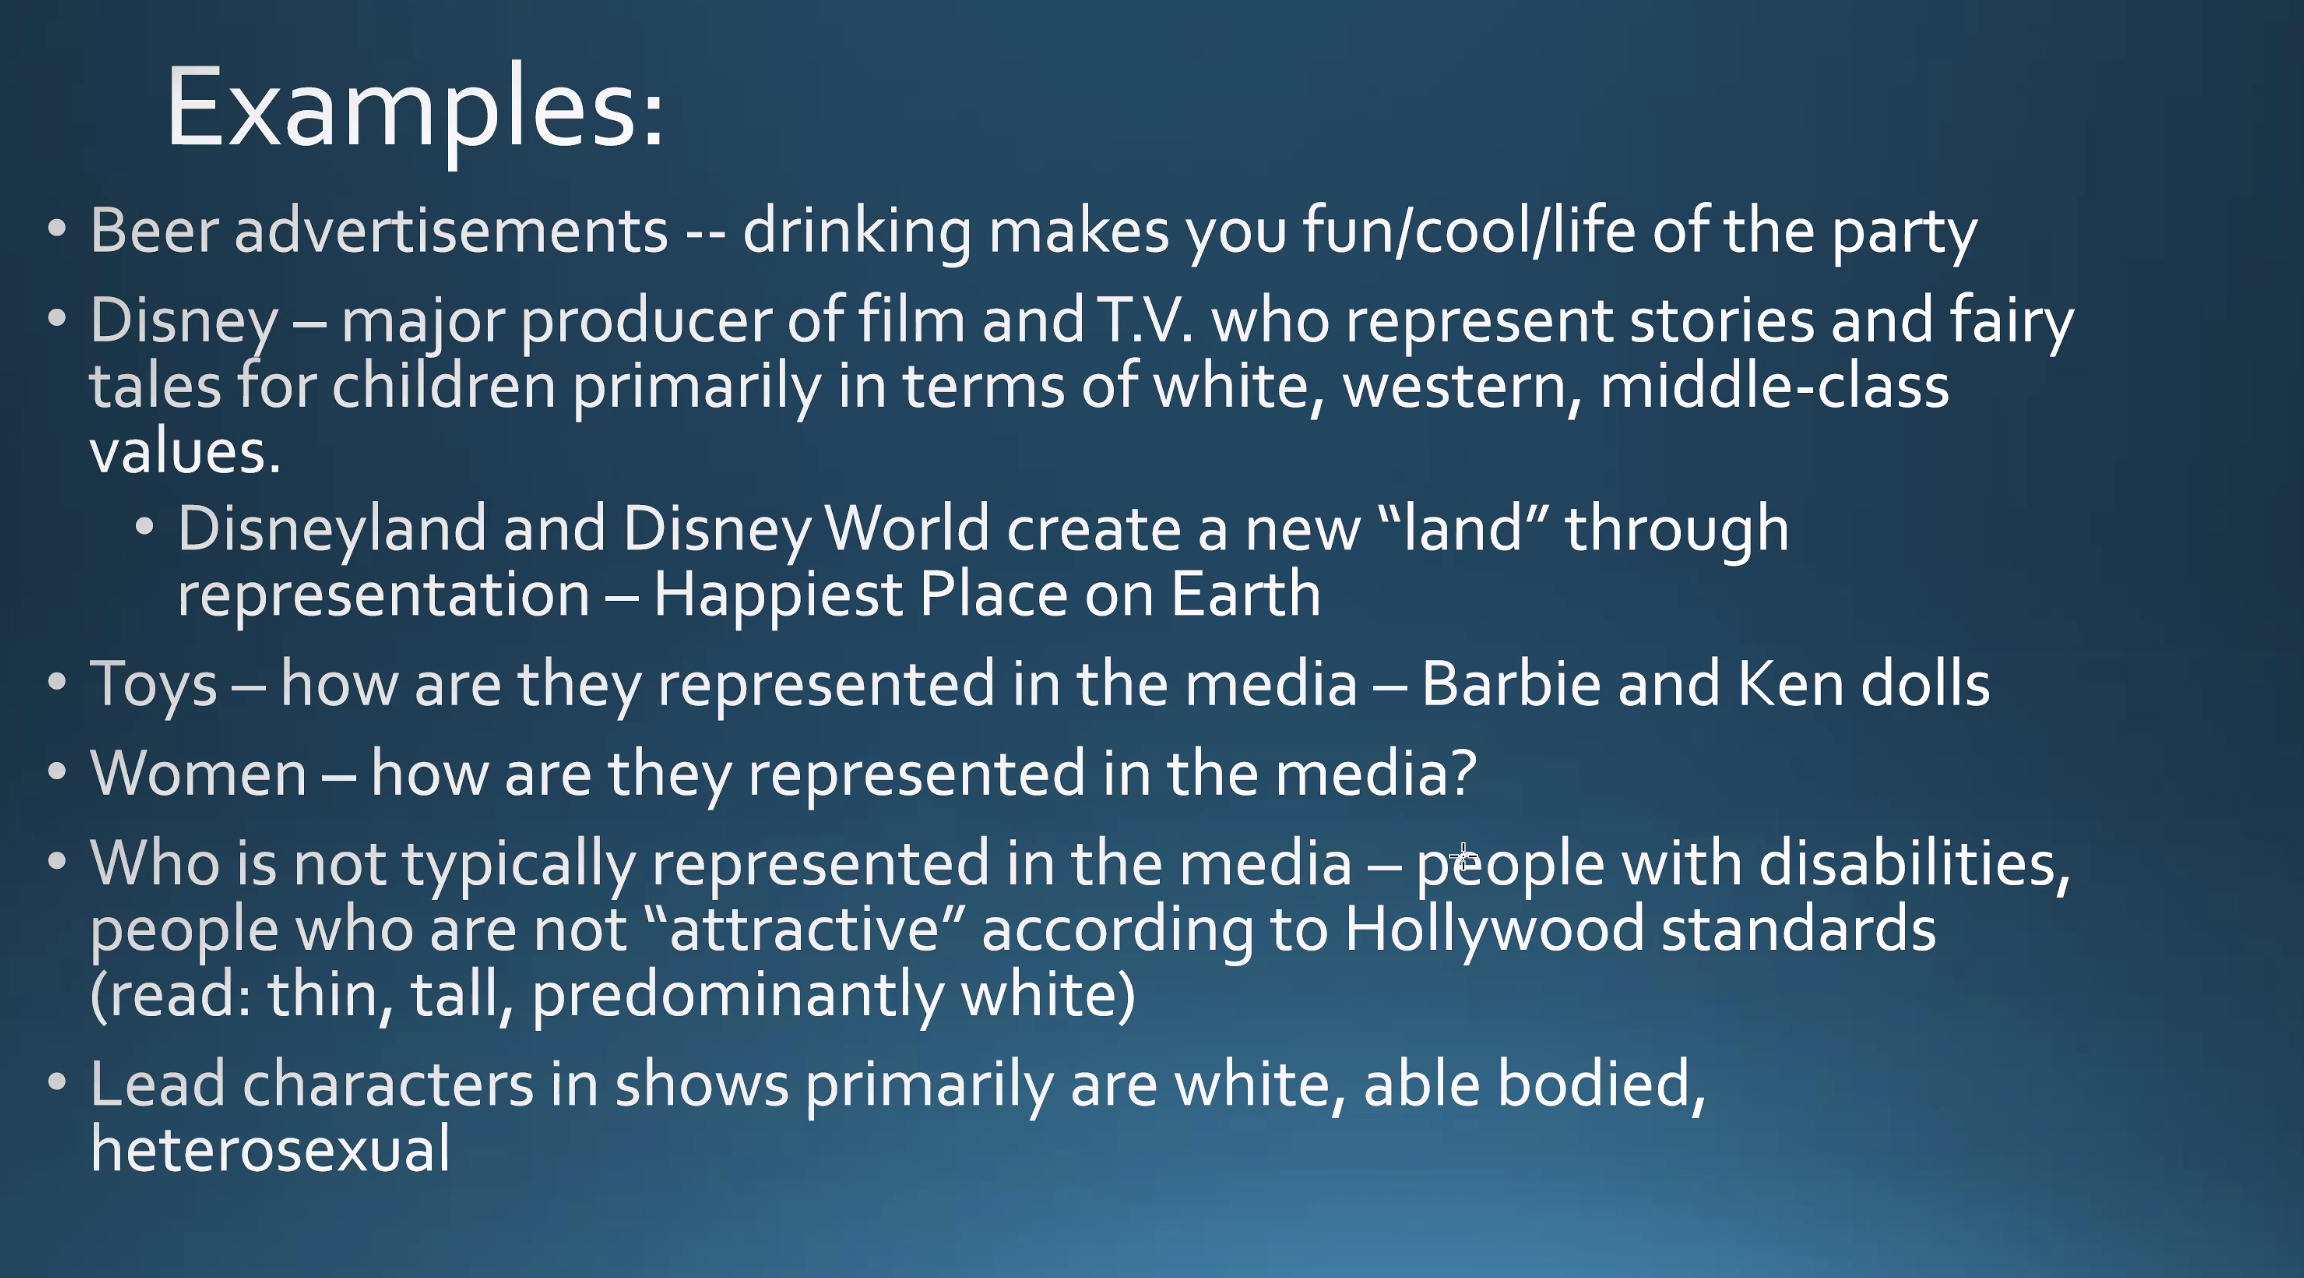 Examples:
• Beer advertisements -- drinking makes you fun/cool/life of the party
• Disney – major producer of film and T.V. who represent stories and fairy
tales for children primarily in terms of white, western, middle-class
values.
• Disneyland and Disney World create a new “land” through
representation – Happiest Place on Earth
• Toys – how are they represented in the media – Barbie and Ken dolls
• Women – how are they represented in the media?
• Who is not typically represented in the media – people with disabilities,
people who are not “attractive” according to Hollywood standards
(read: thin, tall, predominantly white)
• Lead characters in shows primarily are white, able bodied,
heterosexual